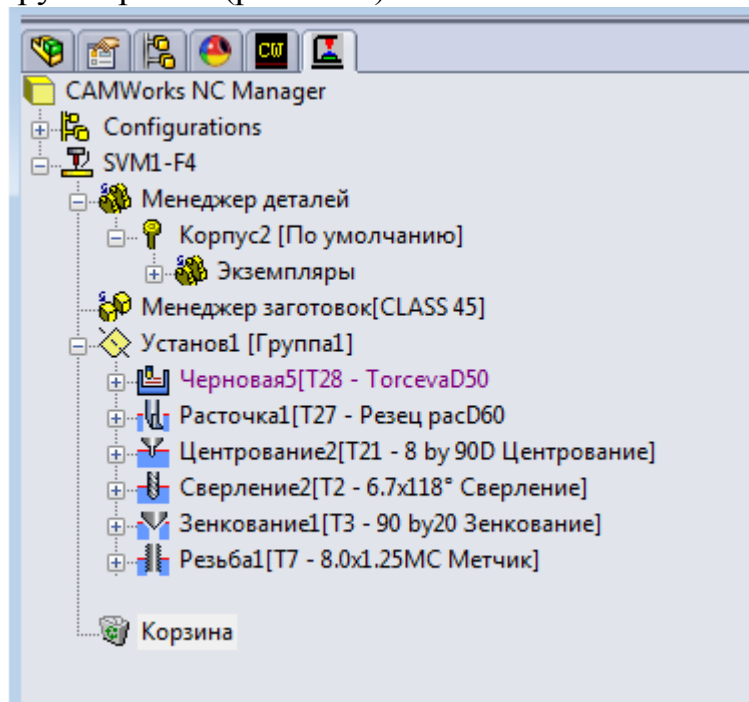 CW
CAMWorks NC Manager
Configurations
SVM1-F4
Менеджер деталей
Корпус2 [По умолчанию]
Экземпляры
Менеджер заготовок[CLASS 45]
Установ1 [Группа1]
Черновая5[T28 - TorcevaD50
Расточка1[T27 - Резец расD60
Центрование2[T21 - 8 by 90D Центрование]
Сверление2[T2 - 6.7x118° Сверление]
Зенкование1[T3 - 90 by20 Зенкование]
Резьба1[T7 - 8.0x1.25MC Метчик]
Корзина